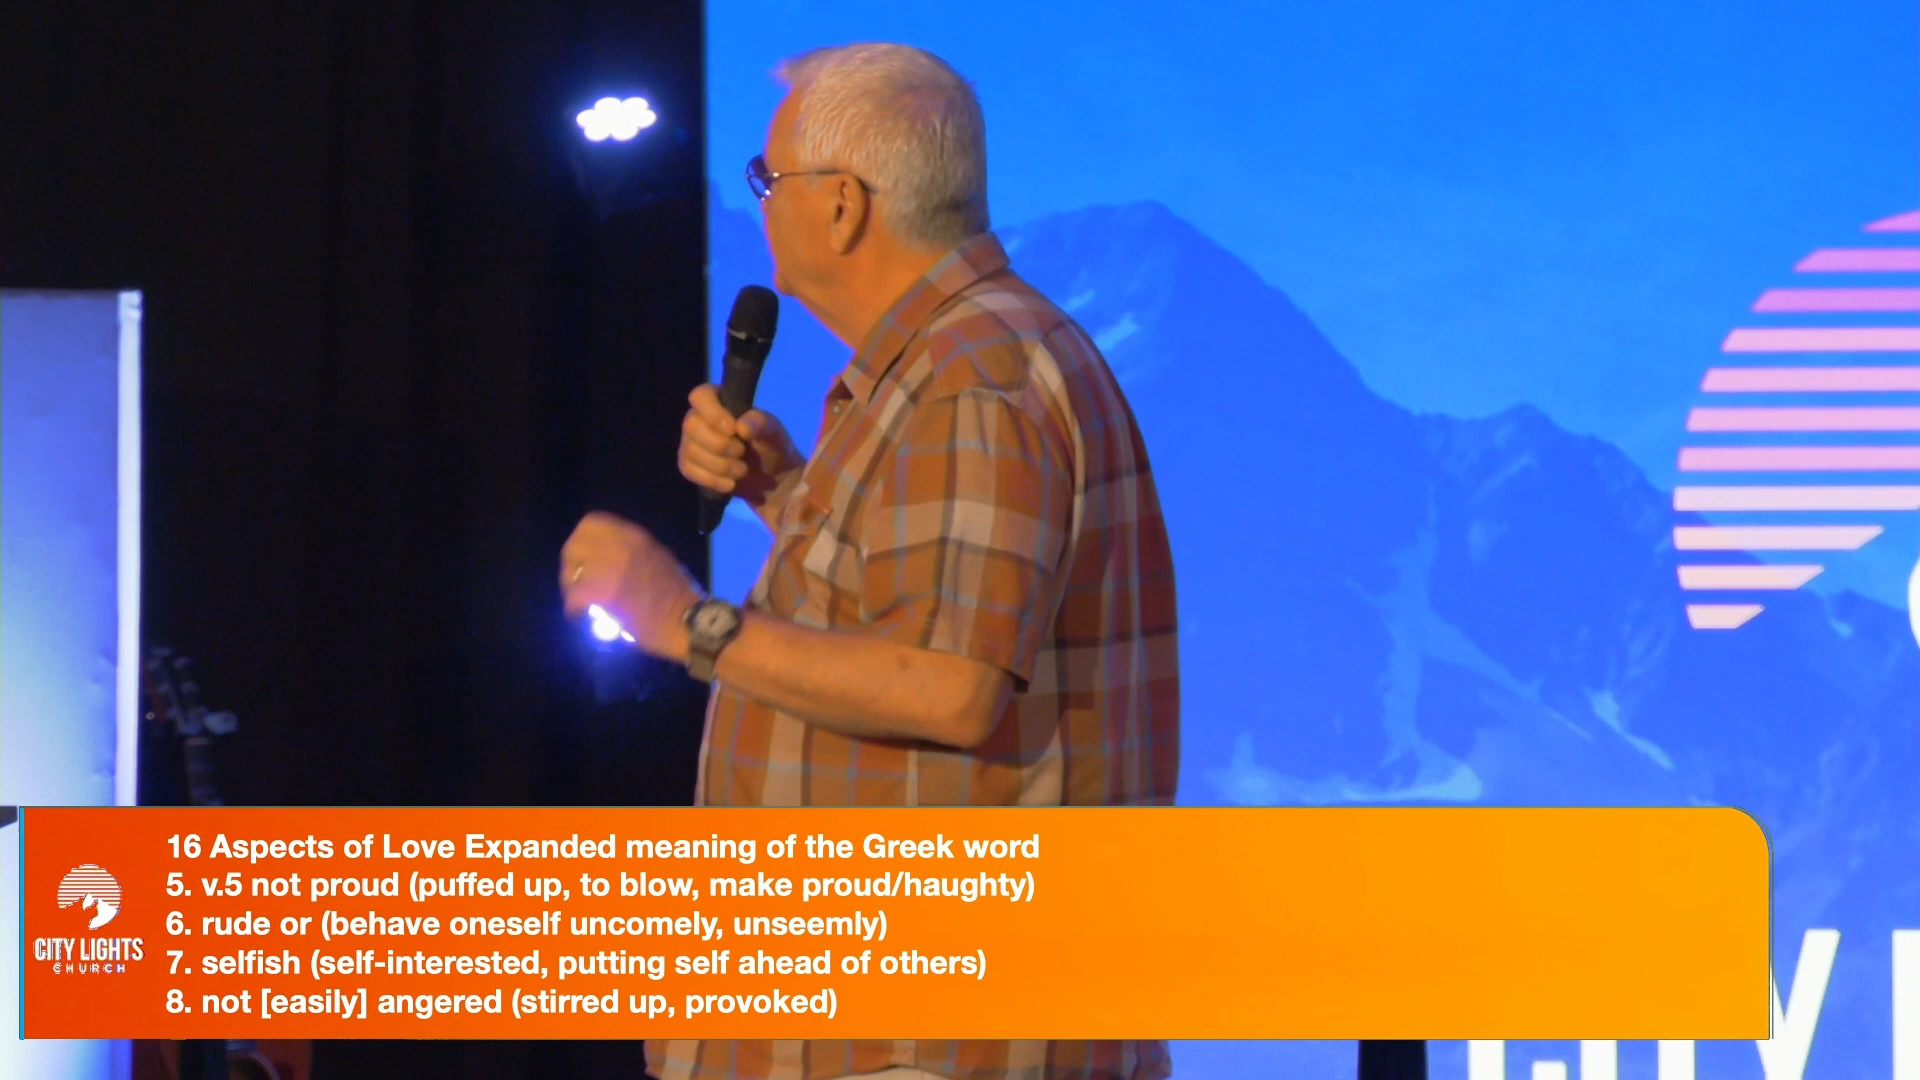 16 Aspects of Love Expanded meaning of the Greek word
5. v.5 not proud (puffed up, to blow, make proud/haughty)
6. rude or (behave oneself uncomely, unseemly)
7. selfish (self-interested, putting self ahead of others)
8. not [easily] angered (stirred up, provoked)
CITY LIGHTS
CHURCH